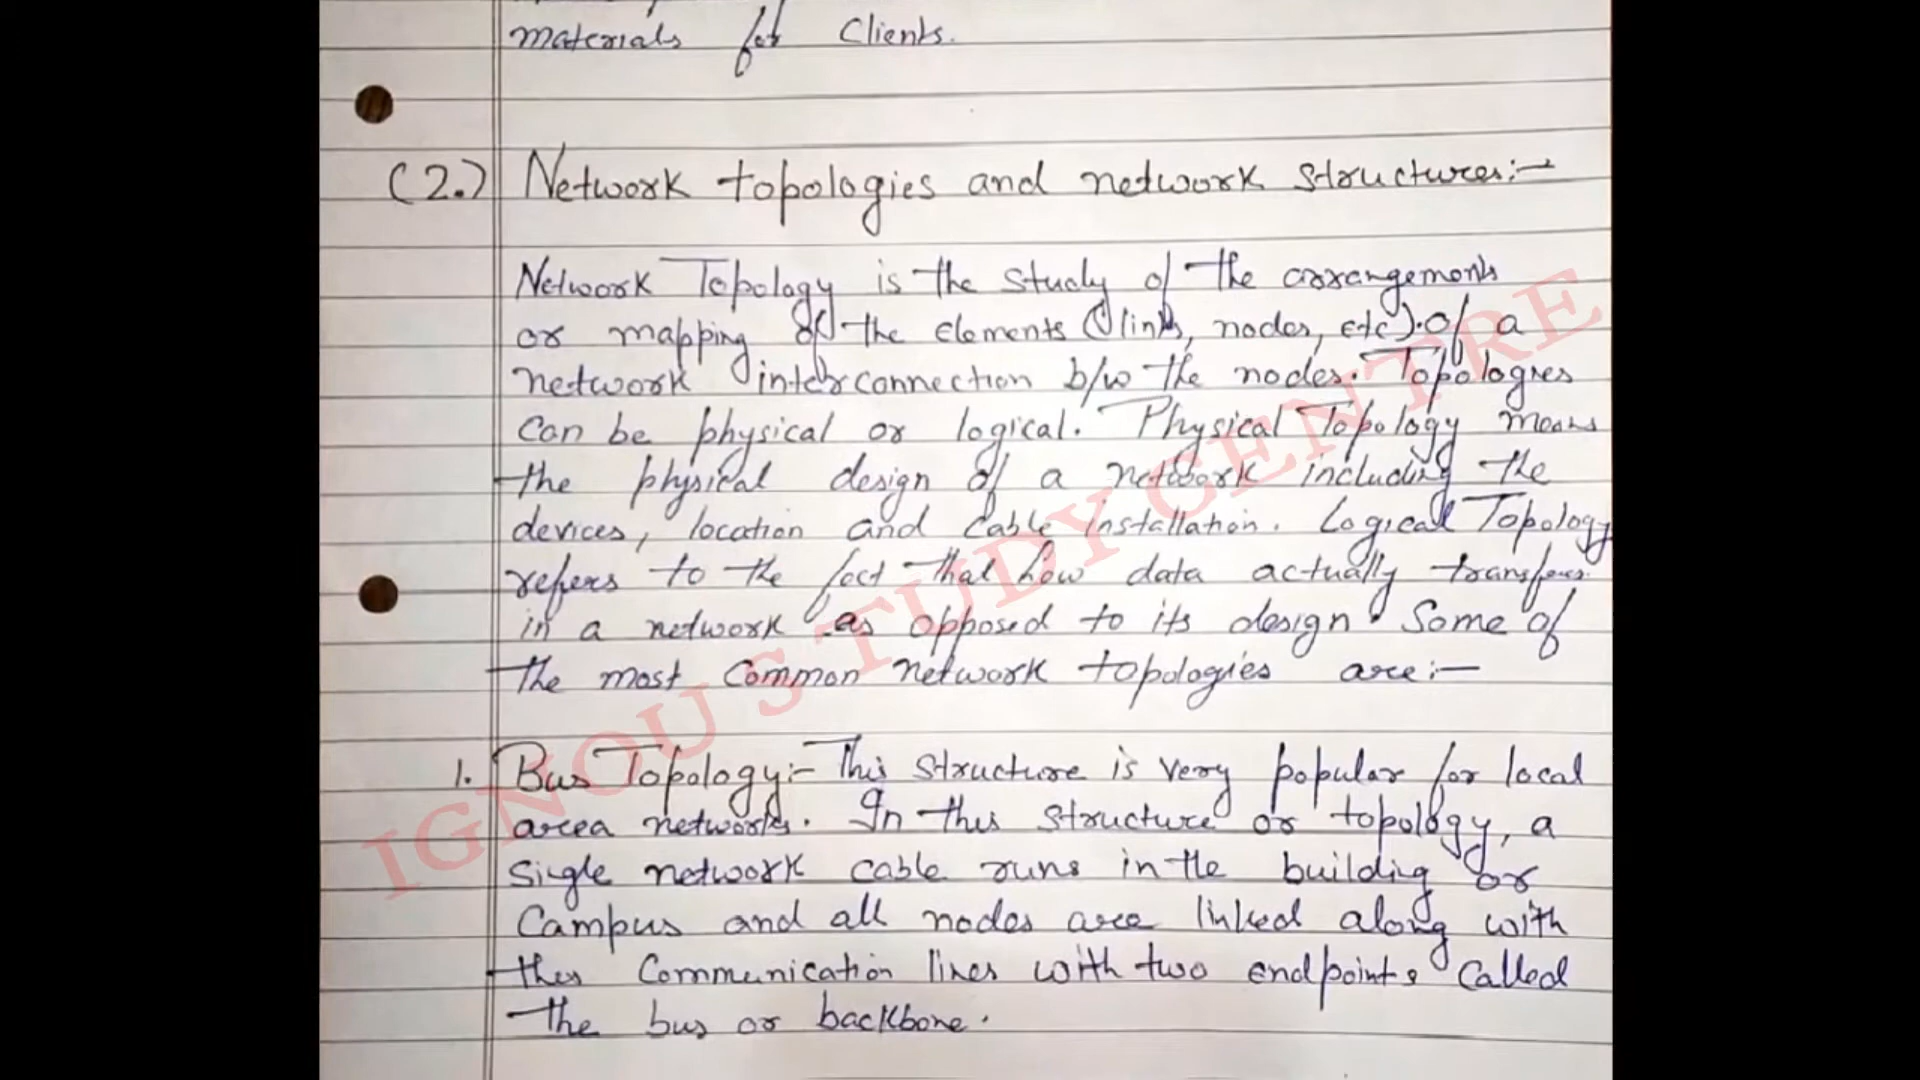 materials for Clients.
(2.) Network topologies and network structures:-
Network Topology is the study of the arrangements
or mapping of the elements (links, nodes, etc). of a
network interconnection b/w the nodes. Topologies
can be physical or logical. Physical Topology means
the physical design of a network including the
devices, location and cable installation. Logical Topology
refers to the fact that how data actually transfers
in a network as opposed to its design. Some of
the most common network topologies are:-
1. Bus Topology:- This structure is very popular for local
area networks. In this structure or topology, a
single network cable runs in the building or
Campus and all nodes are linked along with
this Communication lines with two endpoints called
the bus or backbone.
IGNOU STUDY CENTRE